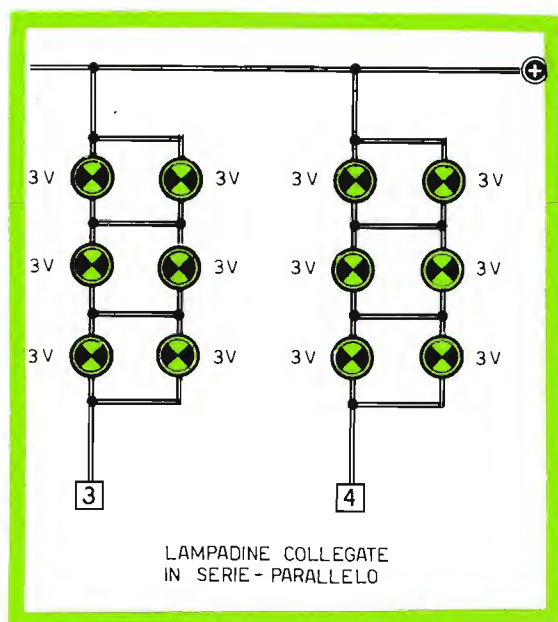 +
3V 3V 3V 3V
3V 3V 3V 3V
3V 3V 3V 3V
3 4
LAMPADINE COLLEGATE
IN SERIE-PARALLELO